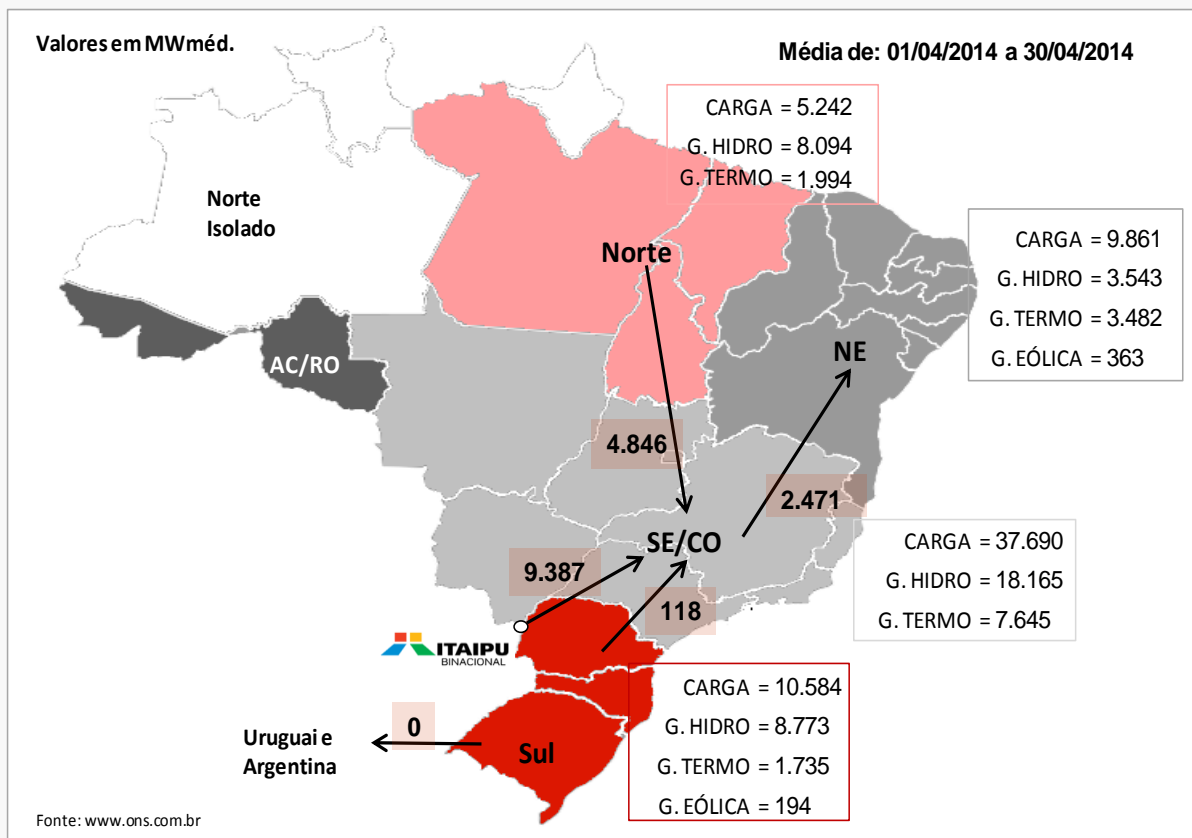 Valores em MWméd.
Média de: 01/04/2014 a 30/04/2014
CARGA = 5.242
G. HIDRO = 8.094
G. TERMO = 1.994
Norte
Isolado
Norte
CARGA = 9.861
G. HIDRO = 3.543
G. TERMO = 3.482
G. EÓLICA = 363
NE
AC/RO
4.846
2.471
SE/CO
CARGA = 37.690
G. HIDRO = 18.165
G. TERMO = 7.645
9.387
118
ITAIPU
BINACIONAL
CARGA = 10.584
G. HIDRO = 8.773
G. TERMO = 1.735
G. EÓLICA = 194
0
Uruguai e
Argentina
Sul
Fonte: www.ons.com.br